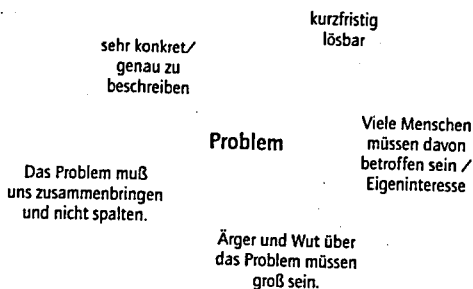 kurzfristig
lösbar
sehr konkret/
genau zu
beschreiben
Problem
Viele Menschen
müssen davon
betroffen sein /
Eigeninteresse
Das Problem muß
uns zusammenbringen
und nicht spalten.
Ärger und Wut über
das Problem müssen
groß sein.